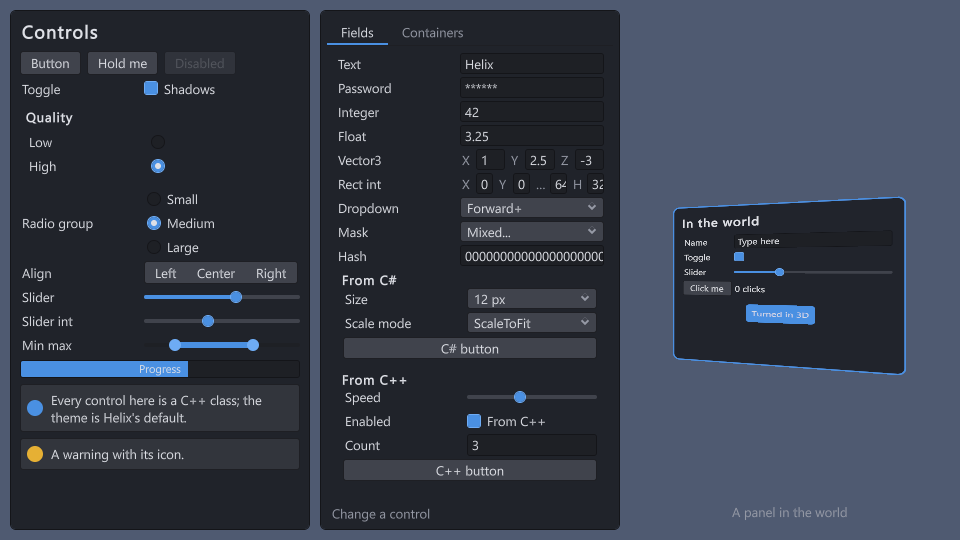 Controls
Button Hold me Disabled
Toggle Shadows
Quality
Low
High
Small
Radio group Medium
Large
Align Left Center Right
Slider
Slider int
Min max
Progress
Every control here is a C++ class; the
theme is Helix's default.
A warning with its icon.
Fields Containers
Text Helix
Password ******
Integer 42
Float 3.25
Vector3 X 1 Y 2.5 Z -3
Rect int X 0 Y 0 ... 64 H 32
Dropdown Forward+
Mask Mixed...
Hash 00000000000000000000
From C#
Size 12 px
Scale mode ScaleToFit
C# button
From C++
Speed
Enabled From C++
Count 3
C++ button
Change a control
In the world
Name Type here
Toggle
Slider
Click me 0 clicks
Turned in 3D
A panel in the world